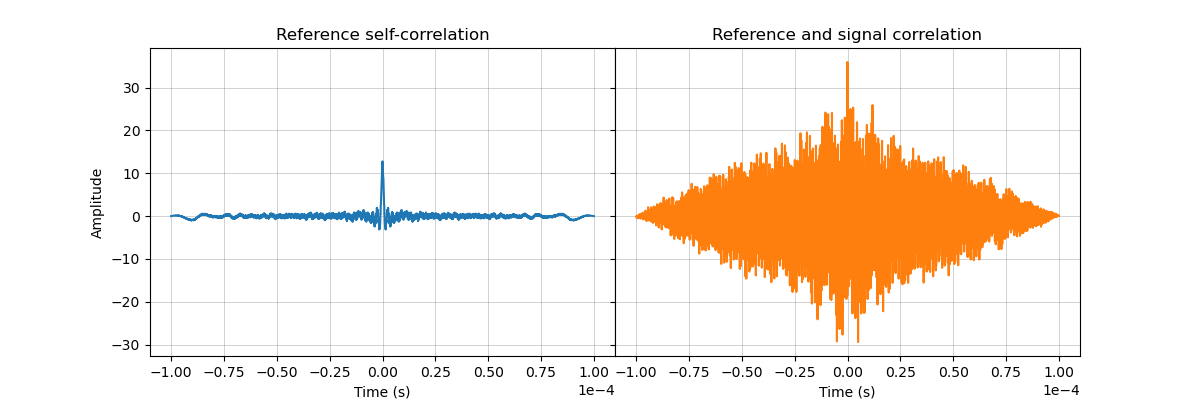 Reference self-correlation
Reference and signal correlation
Amplitude
30
20
10
0
−10
−20
−30
−1.00 −0.75 −0.50 −0.25 0.00 0.25 0.50 0.75 1.00
1e−4
Time (s)
−1.00 −0.75 −0.50 −0.25 0.00 0.25 0.50 0.75 1.00
1e−4
Time (s)